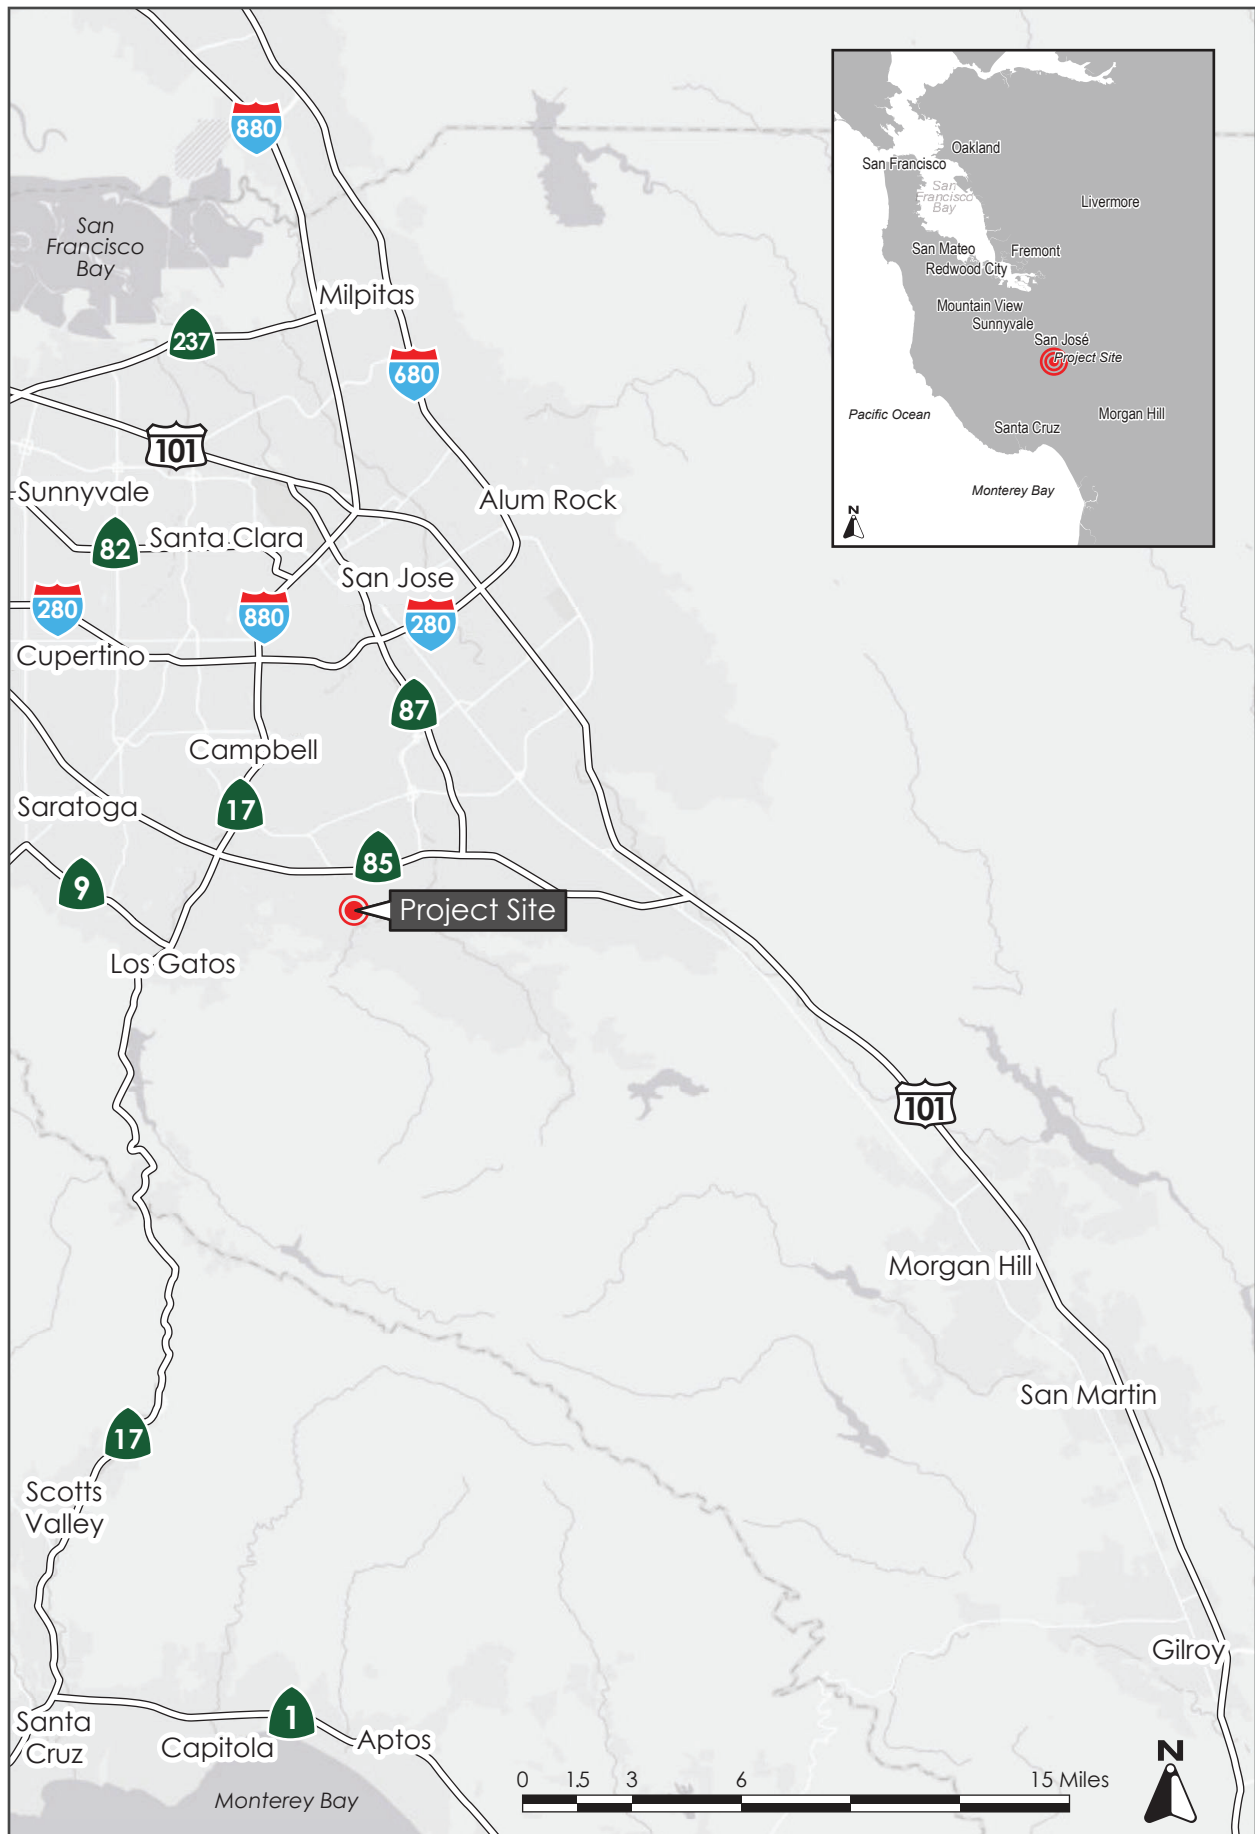 880
San
Francisco
Bay
Milpitas
237
680
101
Sunnyvale
Alum Rock
82
Santa Clara
San Jose
280
880
280
Cupertino
87
Campbell
Saratoga
17
85
9
Project Site
Los Gatos
101
Morgan Hill
San Martin
17
Scotts
Valley
Gilroy
Santa
Cruz
1
Capitola
Aptos
Monterey Bay
0 1.5 3 6 15 Miles
N
Oakland
San Francisco
San
Francisco
Bay
Livermore
San Mateo
Fremont
Redwood City
Mountain View
Sunnyvale
San José
Project Site
Pacific Ocean
Morgan Hill
Santa Cruz
Monterey Bay
N